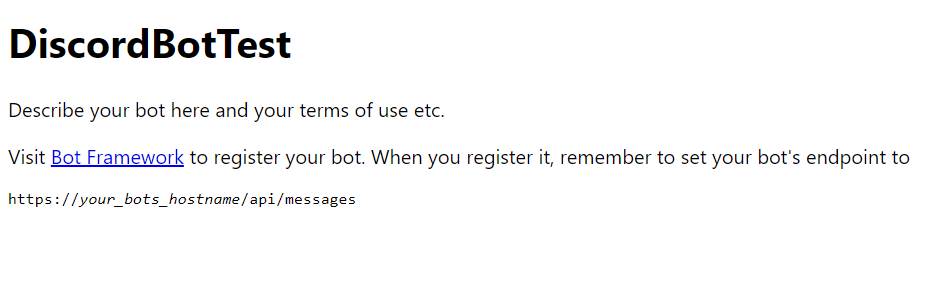 DiscordBotTest
Describe your bot here and your terms of use etc.
Visit Bot Framework to register your bot. When you register it, remember to set your bot's endpoint to
https://your_bots_hostname/api/messages